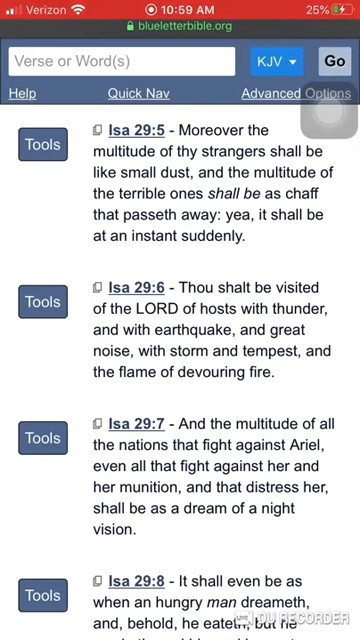 Verizon 10:59 AM 25%
blueletterbible.org
Verse or Word(s) KJV Go
Help Quick Nav Advanced Options
Tools
Isa 29:5 - Moreover the
multitude of thy strangers shall be
like small dust, and the multitude of
the terrible ones shall be as chaff
that passeth away: yea, it shall be
at an instant suddenly.
Tools
Isa 29:6 - Thou shalt be visited
of the LORD of hosts with thunder,
and with earthquake, and great
noise, with storm and tempest, and
the flame of devouring fire.
Tools
Isa 29:7 - And the multitude of all
the nations that fight against Ariel,
even all that fight against her and
her munition, and that distress her,
shall be as a dream of a night
vision.
Tools
Isa 29:8 - It shall even be as
when an hungry man dreameth,
and, behold, he eateth; but he
DU RECORDER